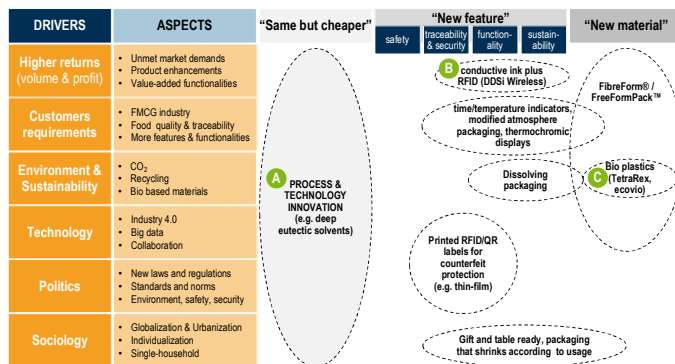 DRIVERS
ASPECTS
“Same but cheaper”
“New feature”
“New material”
safety
traceability
& security
function-
ality
sustain-
ability
Higher returns
(volume & profit)
• Unmet market demands
• Product enhancements
• Value-added functionalities
B
conductive ink plus
RFID (DDSi Wireless)
FibreForm® /
FreeFormPack™
Customers
requirements
• FMCG industry
• Food quality & traceability
• More features & functionalities
time/temperature indicators,
modified atmosphere
packaging, thermochromic
displays
Environment &
Sustainability
• CO₂
• Recycling
• Bio based materials
A
PROCESS &
TECHNOLOGY
INNOVATION
(e.g. deep
eutectic solvents)
Dissolving
packaging
C
Bio plastics
(TetraRex,
ecovio)
Technology
• Industry 4.0
• Big data
• Collaboration
Printed RFID/QR
labels for
counterfeit
protection
(e.g. thin-film)
Politics
• New laws and regulations
• Standards and norms
• Environment, safety, security
Sociology
• Globalization & Urbanization
• Individualization
• Single-household
Gift and table ready, packaging
that shrinks according to usage